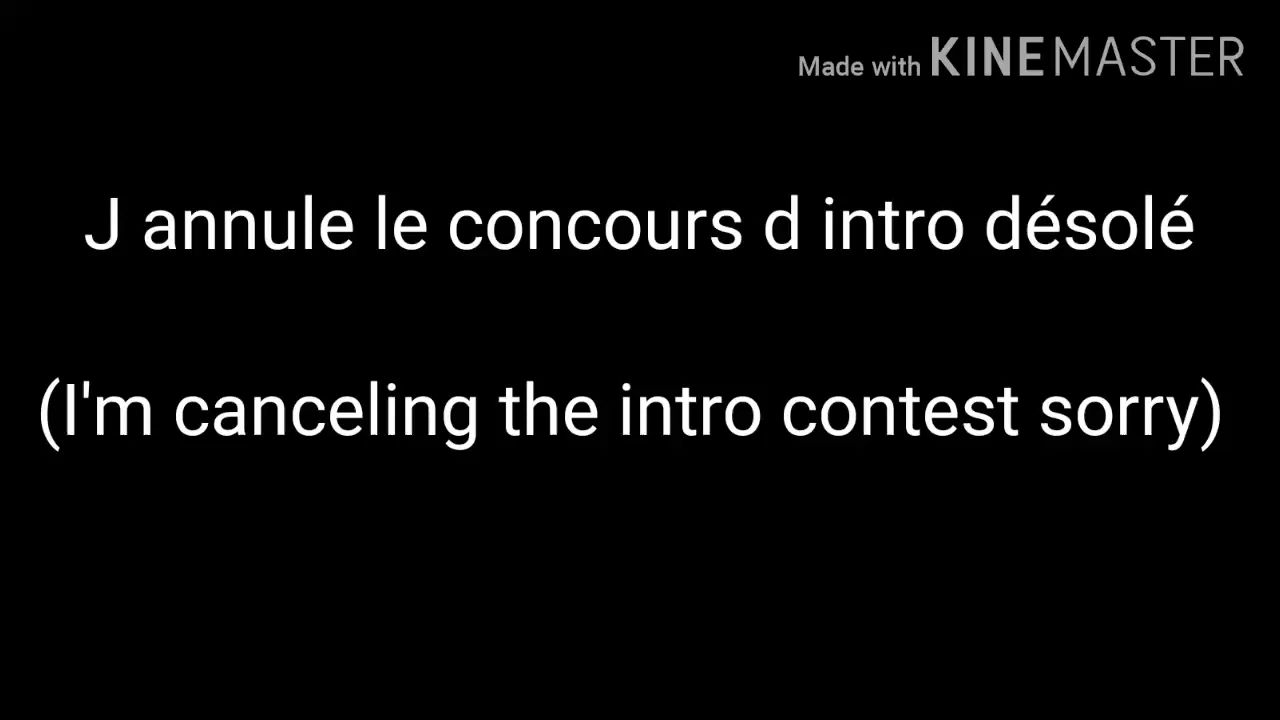 Made with KINEMASTER
J annule le concours d intro désolé
(I'm canceling the intro contest sorry)